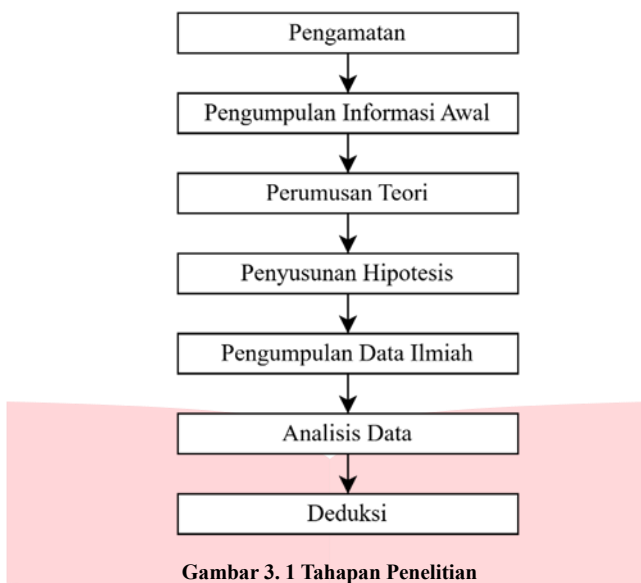 Pengamatan
Pengumpulan Informasi Awal
Perumusan Teori
Penyusunan Hipotesis
Pengumpulan Data Ilmiah
Analisis Data
Deduksi
Gambar 3. 1 Tahapan Penelitian